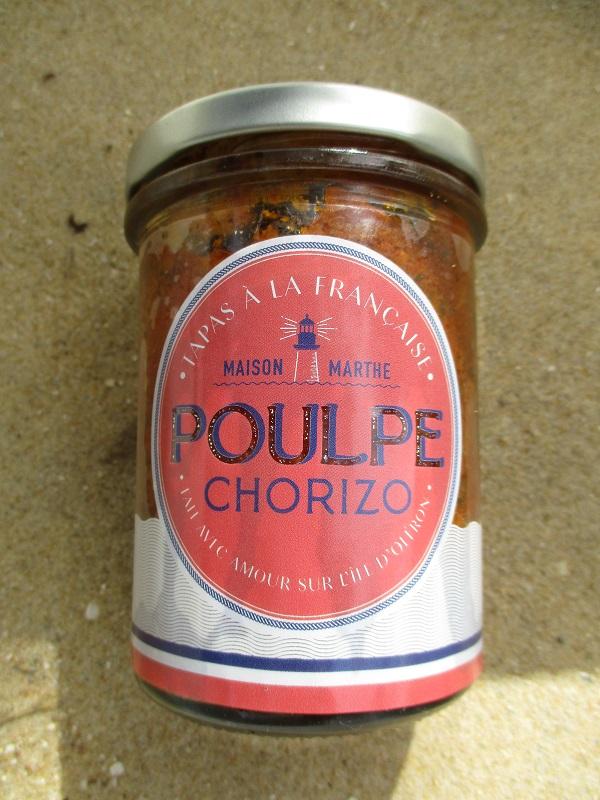 • TAPAS À LA FRANÇAISE •
MAISON MARTHE
POULPE
CHORIZO
• FAIT AVEC AMOUR SUR L'ÎLE D'OLÉRON •